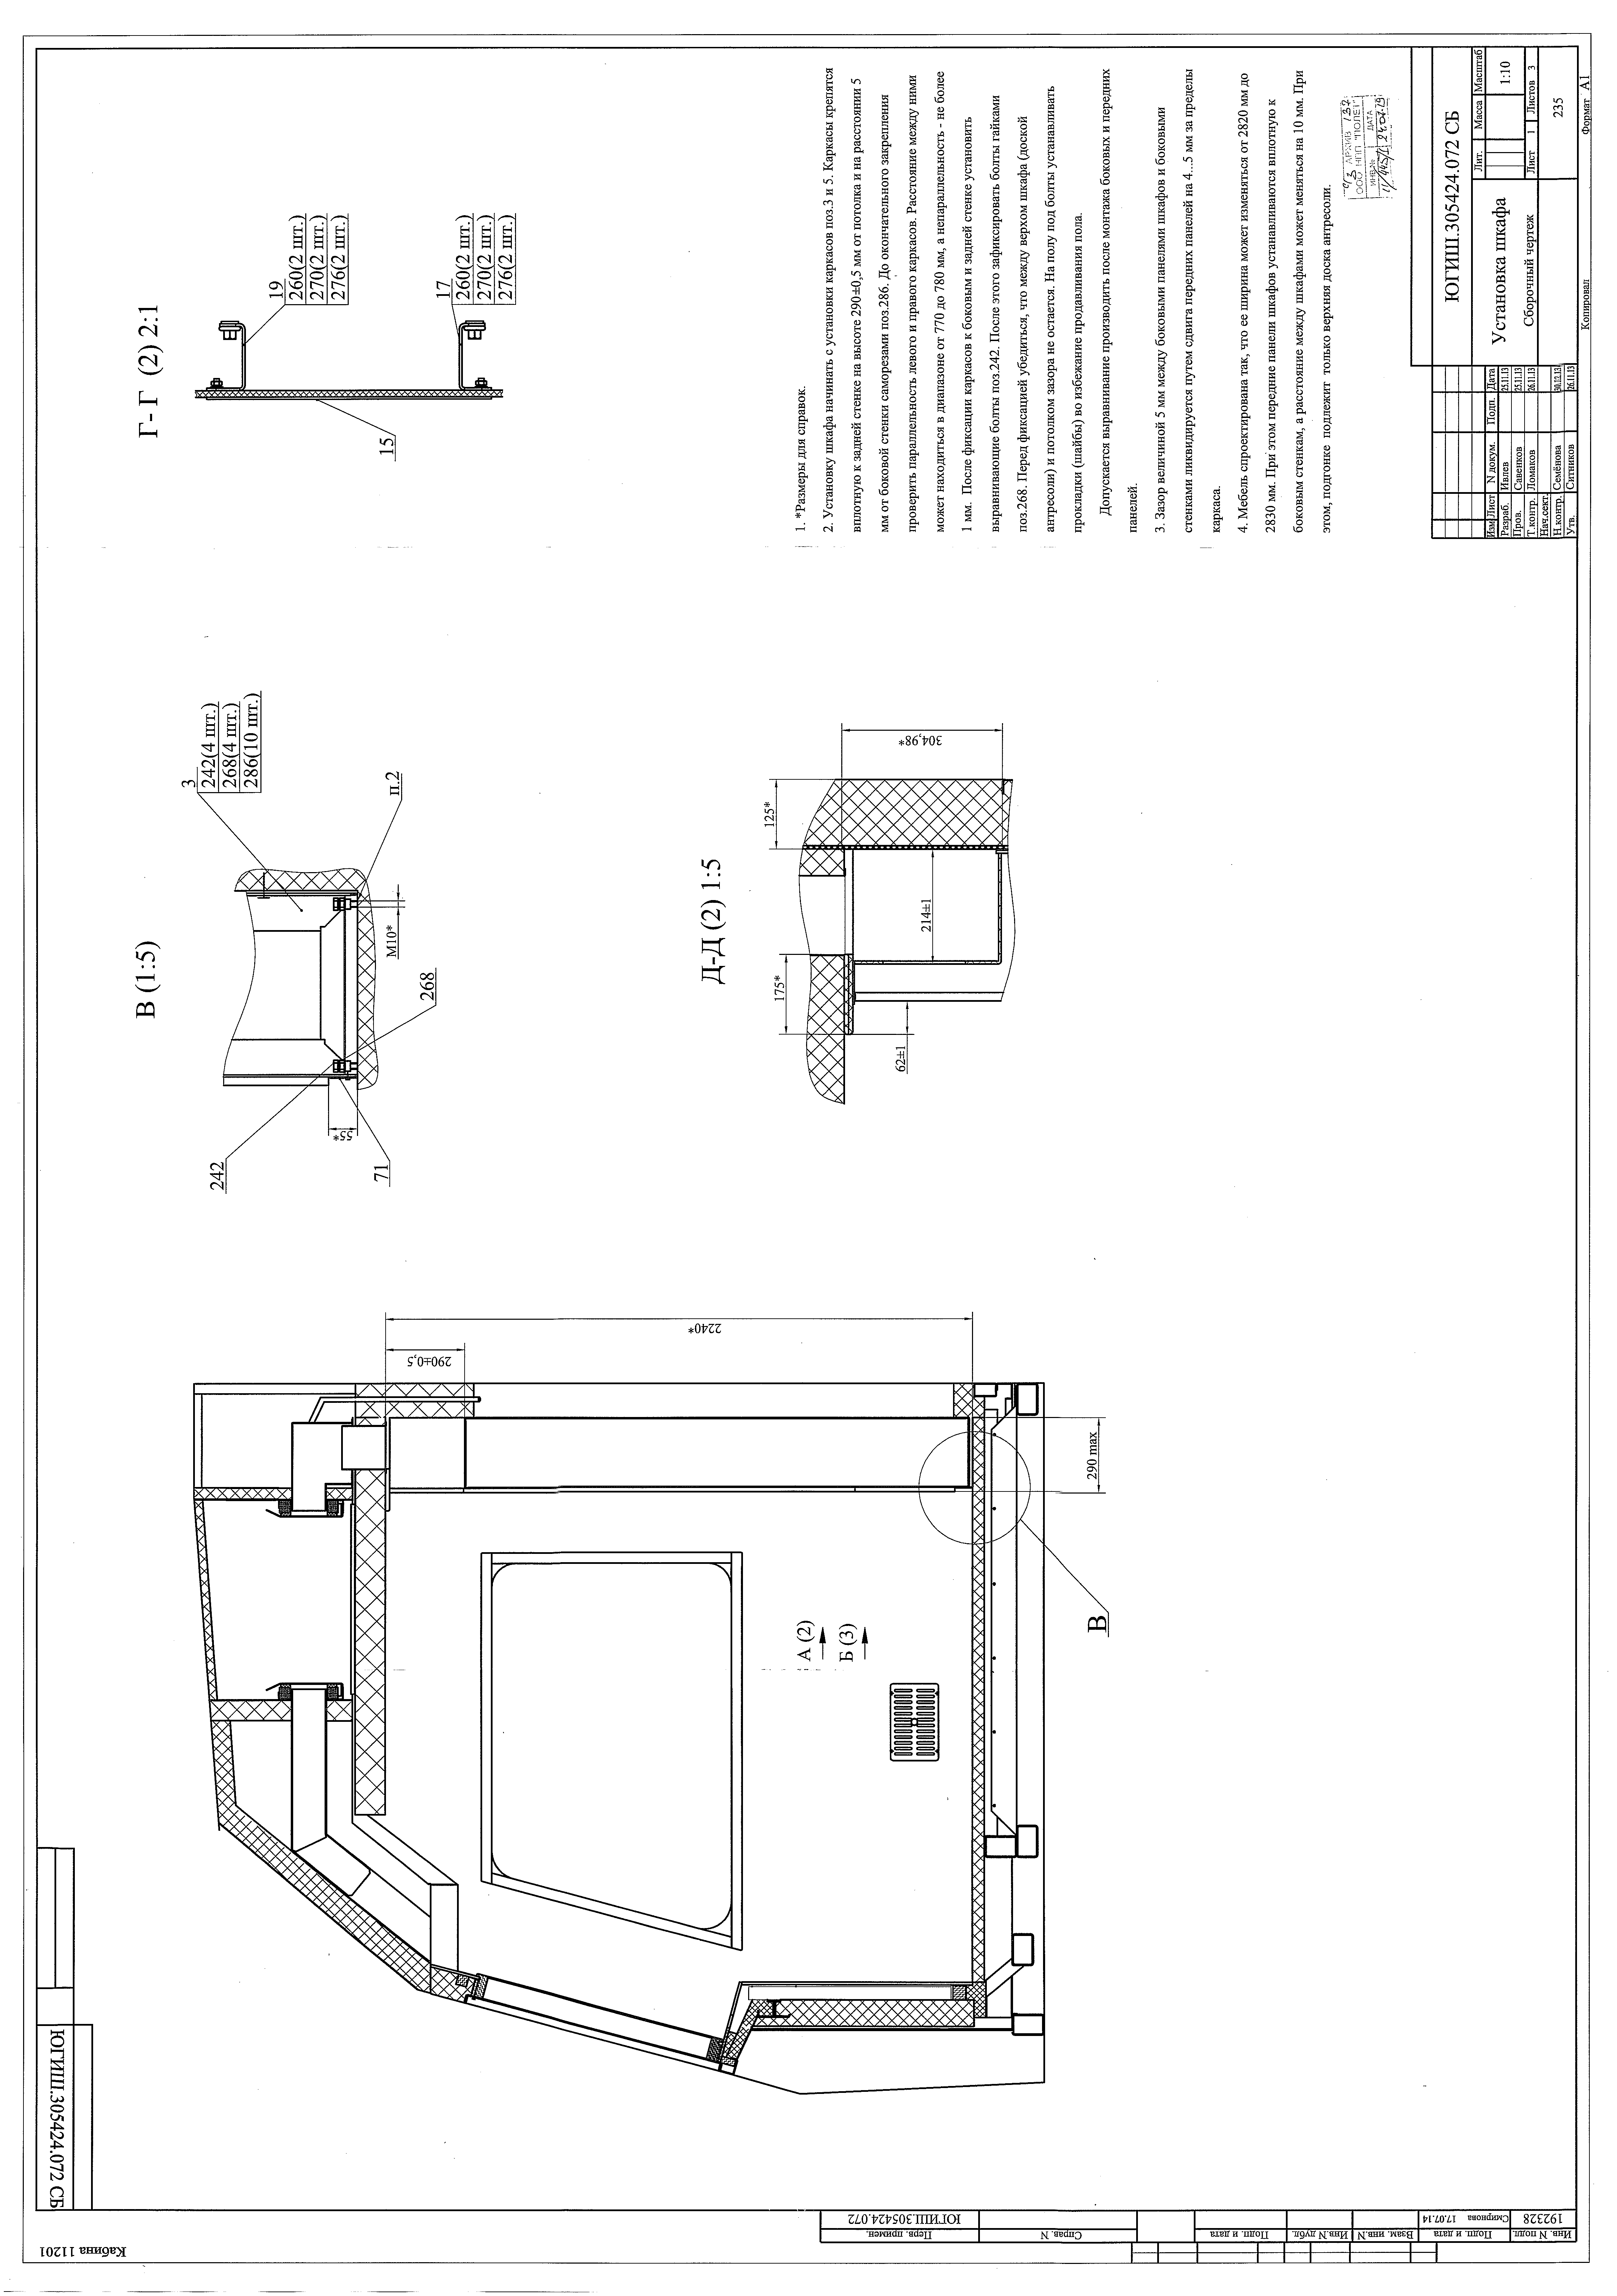 Кабина 11201
ЮГИШ.305424.072 СБ
Г- Г (2) 2:1
19
260(2 шт.)
270(2 шт.)
276(2 шт.)
17
260(2 шт.)
270(2 шт.)
276(2 шт.)
15
В (1:5)
3
242(4 шт.)
268(4 шт.)
286(10 шт.)
п.2
М10*
268
242
71
55*
Д-Д (2) 1:5
125*
304,98*
175*
214±1
62±1
290±0,5
2240*
290 max
А (2)
Б (3)
В
1. *Размеры для справок.
2. Установку шкафа начинать с установки каркасов поз.3 и 5. Каркасы крепятся
вплотную к задней стенке на высоте 290±0,5 мм от потолка и на расстоянии 5
мм от боковой стенки саморезами поз.286. До окончательного закрепления
проверить параллельность левого и правого каркасов. Расстояние между ними
может находиться в диапазоне от 770 до 780 мм, а непараллельность - не более
1 мм. После фиксации каркасов к боковым и задней стенке установить
выравнивающие болты поз.242. После этого зафиксировать болты гайками
поз.268. Перед фиксацией убедиться, что между верхом шкафа (доской
антресоли) и потолком зазора не остается. На полу под болты устанавливать
прокладки (шайбы) во избежание продавливания пола.
Допускается выравнивание производить после монтажа боковых и передних
панелей.
3. Зазор величиной 5 мм между боковыми панелями шкафов и боковыми
стенками ликвидируется путем сдвига передних панелей на 4..5 мм за пределы
каркаса.
4. Мебель спроектирована так, что ее ширина может изменяться от 2820 мм до
2830 мм. При этом передние панели шкафов устанавливаются вплотную к
боковым стенкам, а расстояние между шкафами может меняться на 10 мм. При
этом, подгонке подлежит только верхняя доска антресоли.
АРХИВ
ООО НПП "ПОЛЕТ"
ИНВ.№ ДАТА
ЮГИШ.305424.072 СБ
Установка шкафа
Сборочный чертеж
Лит. Масса Масштаб
1:10
Лист 1 Листов 3
235
Изм Лист N докум. Подп. Дата
Разраб. Ивлев 25.11.13
Пров. Савенков 25.11.13
Т.контр. Ломаков 26.11.13
Нач.сект.
Н.контр. Семёнова
Утв. Ситников 26.11.13
Копировал
Формат А1
Перв. примен.
ЮГИШ.305424.072
Справ. N
Подп. и дата
Инв.N дубл.
Взам. инв.N
Подп. и дата
Смирнова 17.07.14
Инв. N подл.
192328